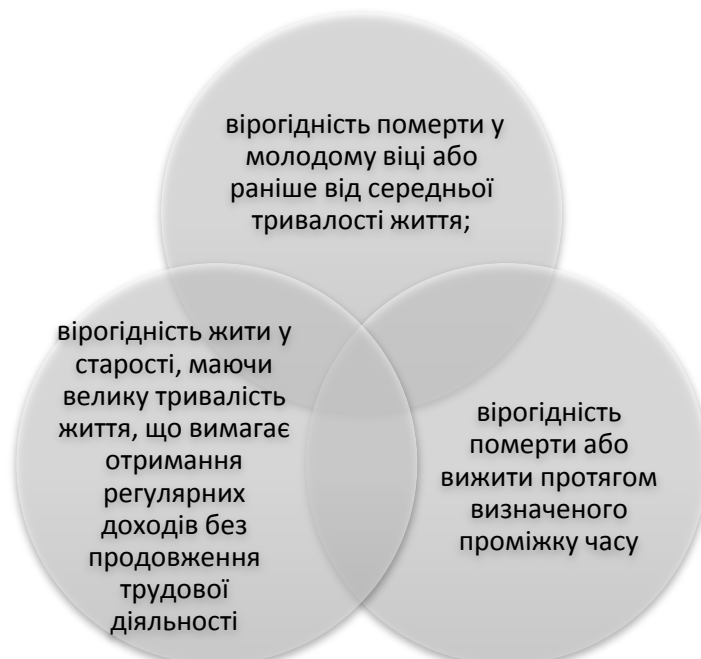 вірогідність померти у
молодому віці або
раніше від середньої
тривалості життя;
вірогідність жити у
старості, маючи
велику тривалість
життя, що вимагає
отримання
регулярних
доходів без
продовження
трудової
діяльності
вірогідність
померти або
вижити протягом
визначеного
проміжку часу